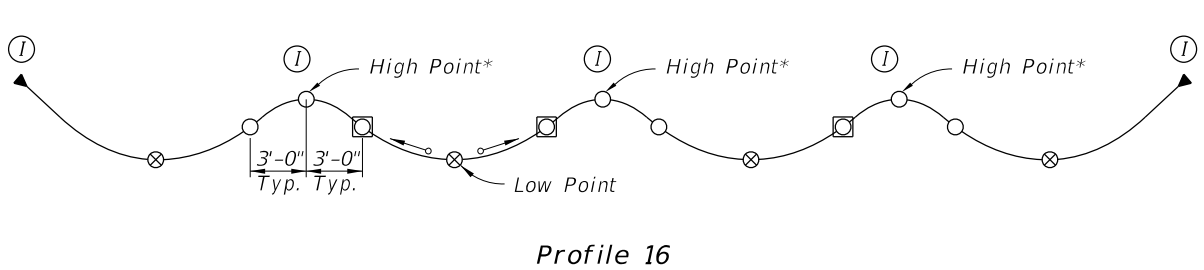 I
I
I
I
I
High Point*
High Point*
High Point*
3'-0"
3'-0"
Typ.
Typ.
Low Point
Profile 16